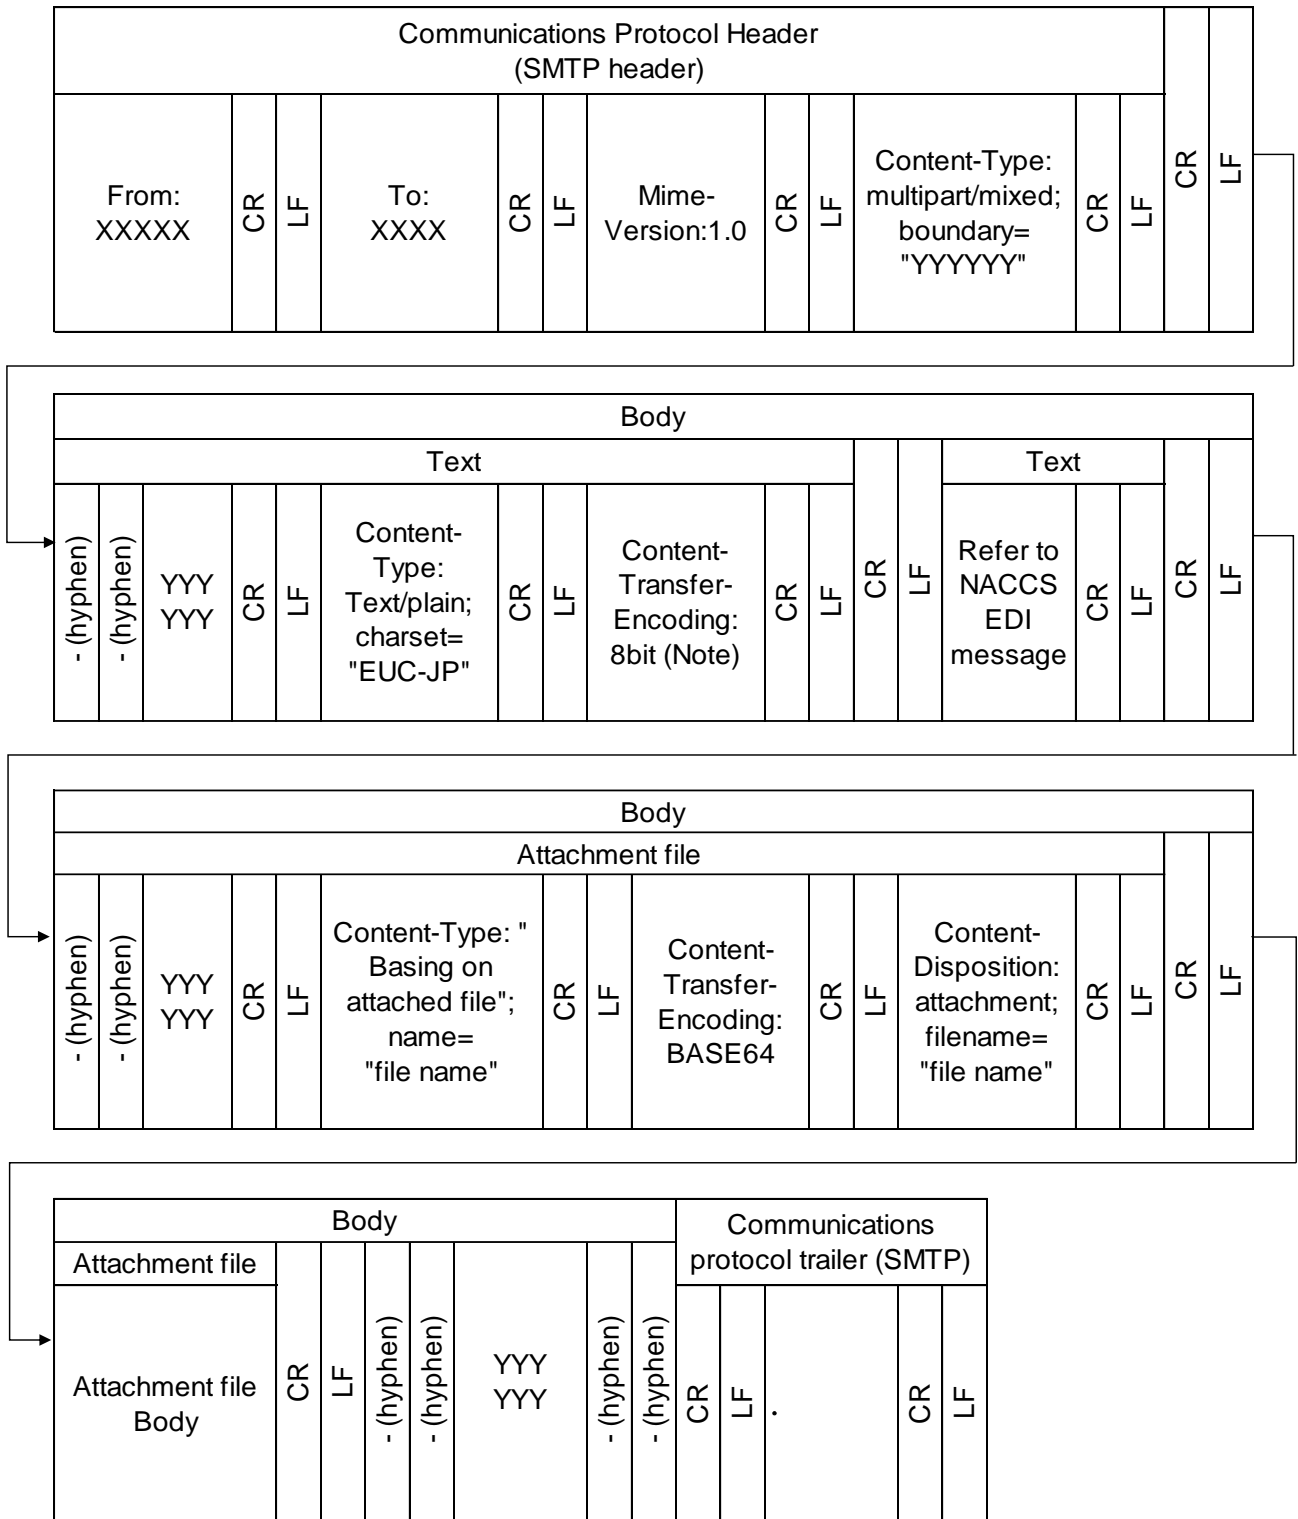 Communications Protocol Header
(SMTP header)
From:
XXXXX
CR
LF
To:
XXXX
CR
LF
Mime-
Version:1.0
CR
LF
Content-Type:
multipart/mixed;
boundary=
"YYYYYY"
CR
LF
CR
LF
Body
Text
Text
- (hyphen)
- (hyphen)
YYY
YYY
CR
LF
Content-
Type:
Text/plain;
charset=
"EUC-JP"
CR
LF
Content-
Transfer-
Encoding:
8bit (Note)
CR
LF
CR
LF
Refer to
NACCS
EDI
message
CR
LF
CR
LF
Body
Attachment file
- (hyphen)
- (hyphen)
YYY
YYY
CR
LF
Content-Type: "
Basing on
attached file";
name=
"file name"
CR
LF
Content-
Transfer-
Encoding:
BASE64
CR
LF
Content-
Disposition:
attachment;
filename=
"file name"
CR
LF
CR
LF
Body
Communications
protocol trailer (SMTP)
Attachment file
Attachment file
Body
CR
LF
- (hyphen)
- (hyphen)
YYY
YYY
- (hyphen)
- (hyphen)
CR
LF
.
CR
LF